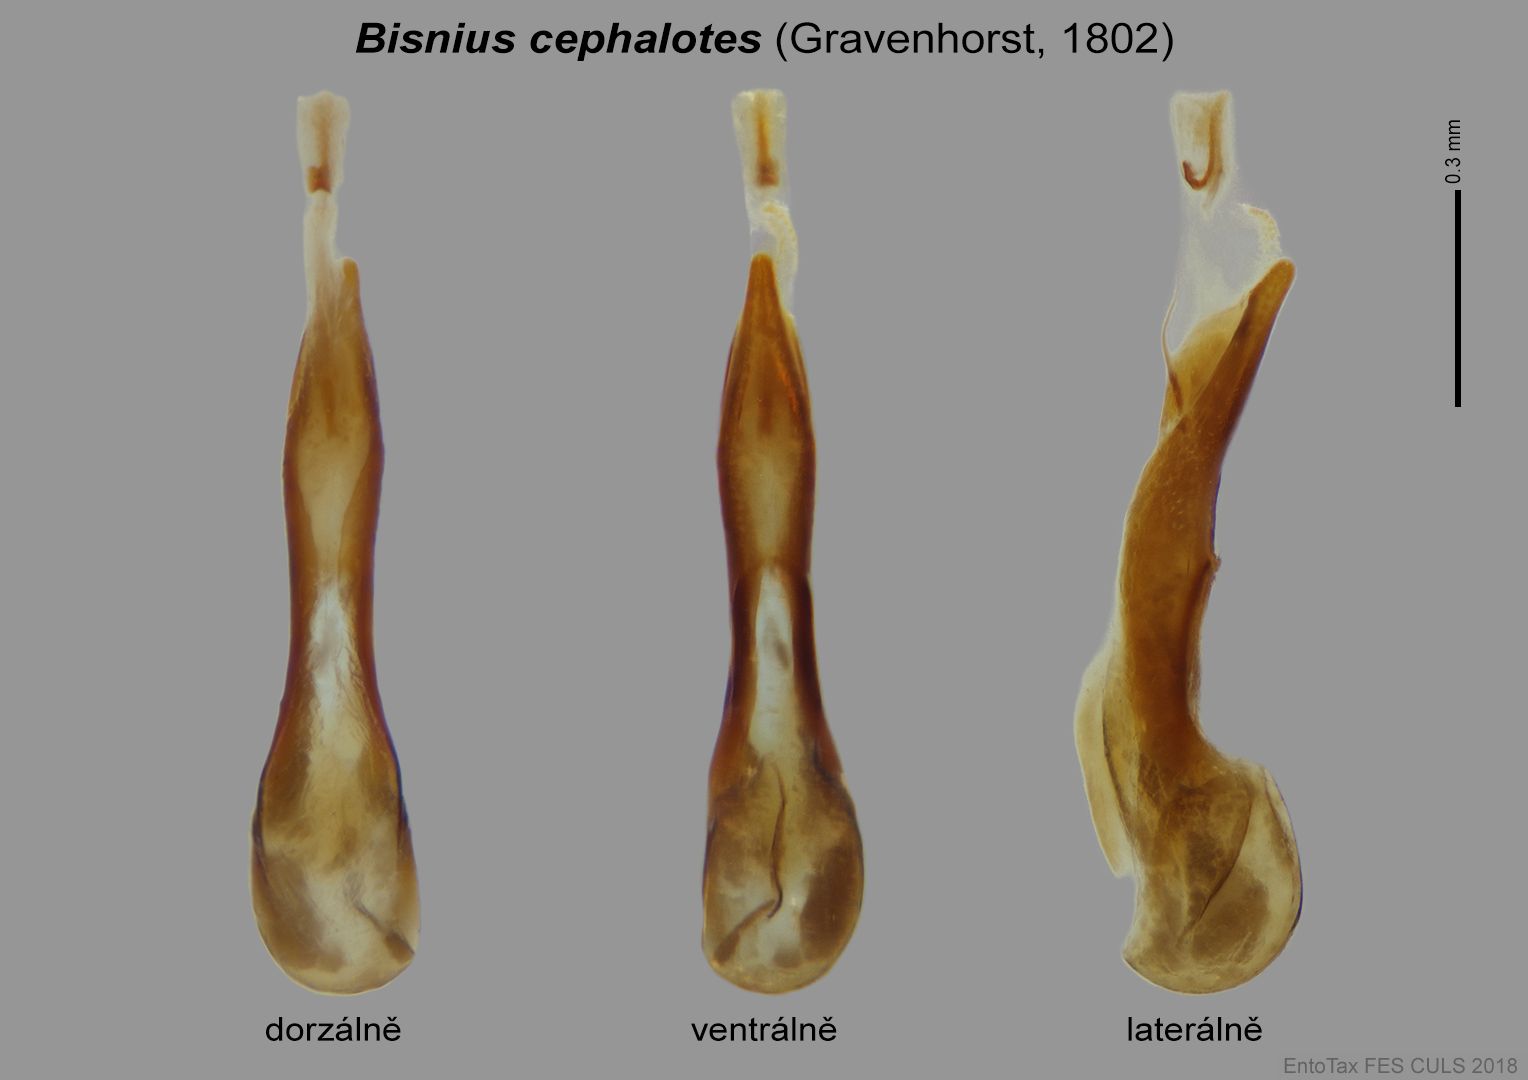 Bisnius cephalotes (Gravenhorst, 1802)
0.3 mm
dorzálně
ventrálně
laterálně
EntoTax FES CULS 2018